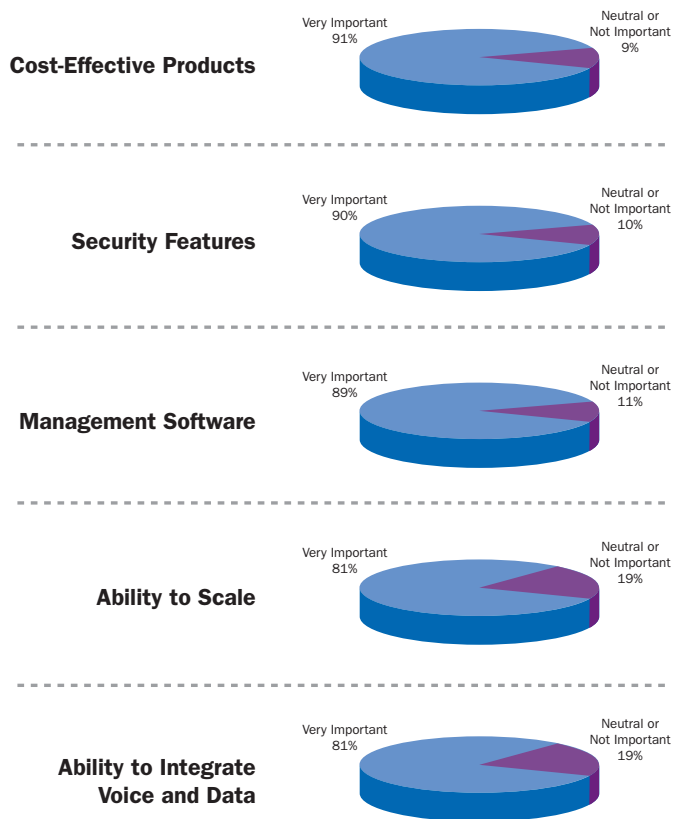 Very Important
91%
Neutral or
Not Important
9%
Cost-Effective Products
Very Important
90%
Neutral or
Not Important
10%
Security Features
Very Important
89%
Neutral or
Not Important
11%
Management Software
Very Important
81%
Neutral or
Not Important
19%
Ability to Scale
Very Important
81%
Neutral or
Not Important
19%
Ability to Integrate
Voice and Data